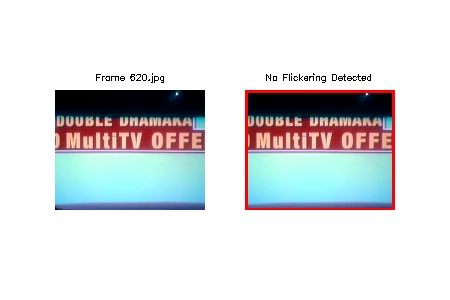 Frame 620.jpg
No Flickering Detected
DOUBLE DHAMAKA
MultiTV OFFE
DOUBLE DHAMAKA
MultiTV OFFE